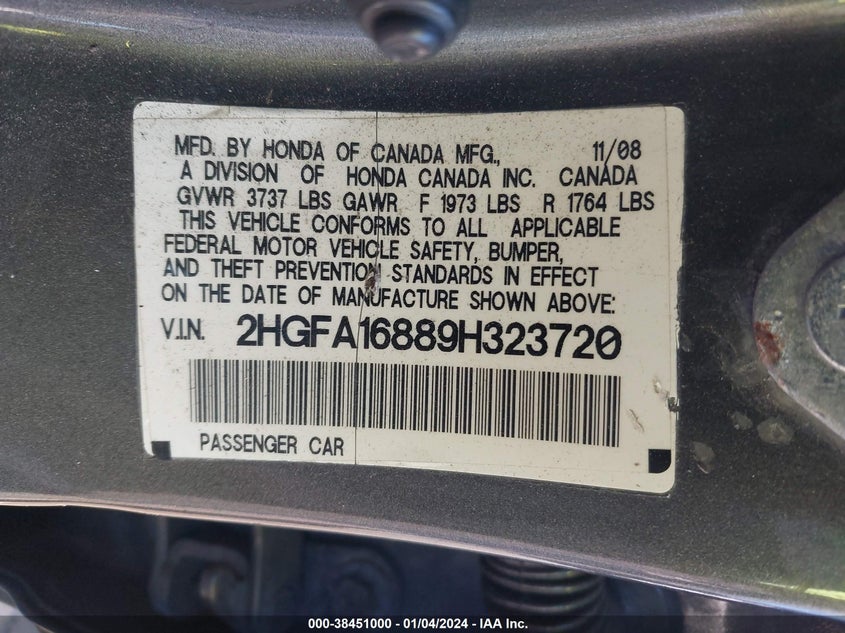 MFD. BY HONDA OF CANADA MFG., 11/08
A DIVISION OF HONDA CANADA INC. CANADA
GVWR 3737 LBS GAWR F 1973 LBS R 1764 LBS
THIS VEHICLE CONFORMS TO ALL APPLICABLE
FEDERAL MOTOR VEHICLE SAFETY, BUMPER,
AND THEFT PREVENTION STANDARDS IN EFFECT
ON THE DATE OF MANUFACTURE SHOWN ABOVE:
V.I.N. 2HGFA16889H323720
PASSENGER CAR
000-38451000 - 01/04/2024 - IAA Inc.